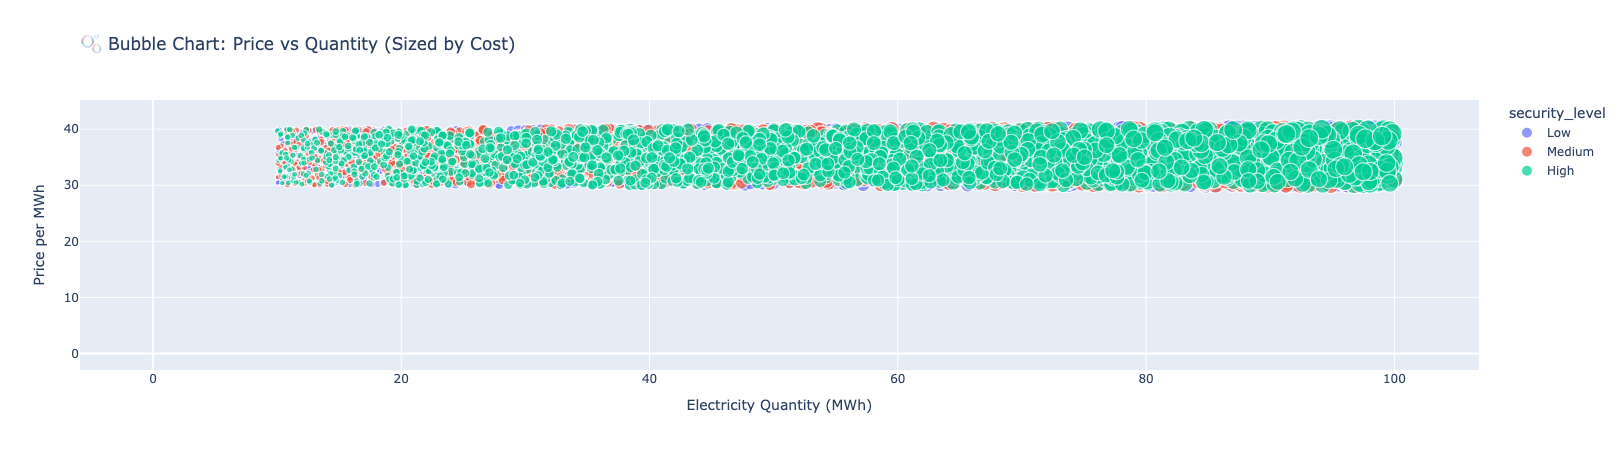 🫧 Bubble Chart: Price vs Quantity (Sized by Cost)
security_level
Low
Medium
High
Price per MWh
40
30
20
10
0
0 20 40 60 80 100
Electricity Quantity (MWh)